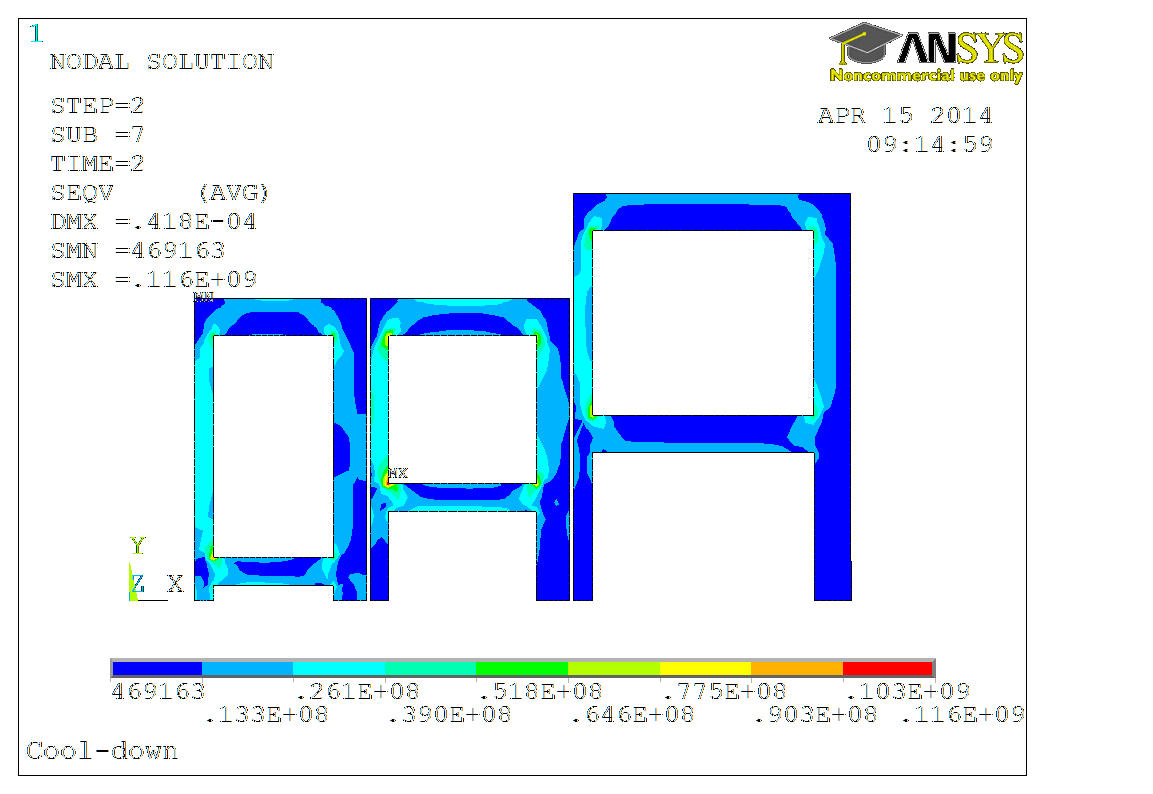 1
NODAL SOLUTION
STEP=2
SUB =7
TIME=2
SEQV (AVG)
DMX =.418E-04
SMN =469163
SMX =.116E+09
ANSYS
Noncommercial use only
APR 15 2014
09:14:59
MN
MX
Y
Z X
469163 .261E+08 .518E+08 .775E+08 .103E+09
.133E+08 .390E+08 .646E+08 .903E+08 .116E+09
Cool-down